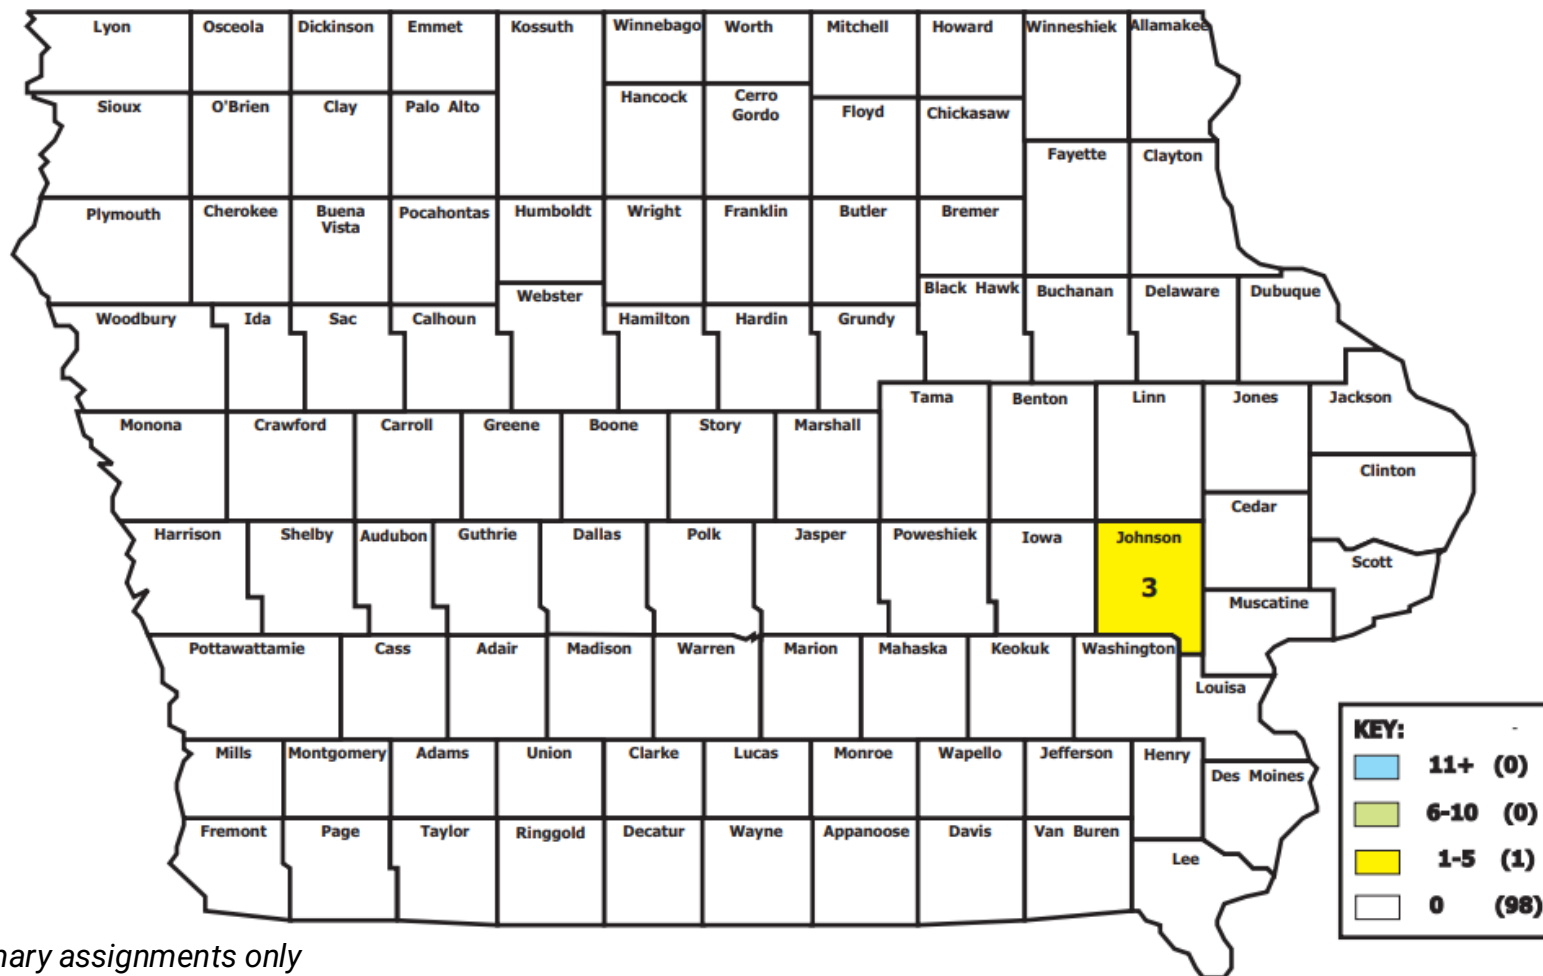 Lyon
Osceola
Dickinson
Emmet
Kossuth
Winnebago
Worth
Mitchell
Howard
Winneshiek
Allamakee
Sioux
O'Brien
Clay
Palo Alto
Hancock
Cerro
Gordo
Floyd
Chickasaw
Fayette
Clayton
Plymouth
Cherokee
Buena
Vista
Pocahontas
Humboldt
Wright
Franklin
Butler
Bremer
Webster
Black Hawk
Buchanan
Delaware
Dubuque
Woodbury
Ida
Sac
Calhoun
Hamilton
Hardin
Grundy
Tama
Benton
Linn
Jones
Jackson
Monona
Crawford
Carroll
Greene
Boone
Story
Marshall
Clinton
Cedar
Harrison
Shelby
Audubon
Guthrie
Dallas
Polk
Jasper
Poweshiek
Iowa
Johnson
3
Scott
Muscatine
Pottawattamie
Cass
Adair
Madison
Warren
Marion
Mahaska
Keokuk
Washington
Louisa
Mills
Montgomery
Adams
Union
Clarke
Lucas
Monroe
Wapello
Jefferson
Henry
Des Moines
Fremont
Page
Taylor
Ringgold
Decatur
Wayne
Appanoose
Davis
Van Buren
Lee
KEY: -
11+ (0)
6-10 (0)
1-5 (1)
0 (98)
nary assignments only